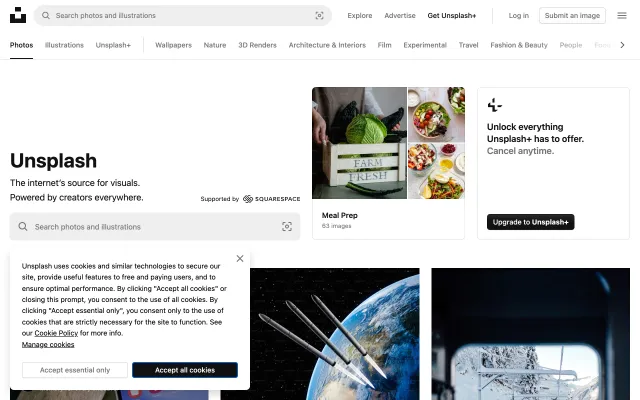 Search photos and illustrations
Explore
Advertise
Get Unsplash+
Log in
Submit an image
Photos
Illustrations
Unsplash+
Wallpapers
Nature
3D Renders
Architecture & Interiors
Film
Experimental
Travel
Fashion & Beauty
People
Unsplash
The internet's source for visuals.
Powered by creators everywhere.
Supported by SQUARESPACE
Search photos and illustrations
FARM
FRESH
Meal Prep
63 images
Unlock everything
Unsplash+ has to offer.
Cancel anytime.
Upgrade to Unsplash+
Unsplash uses cookies and similar technologies to secure our
site, provide useful features to free and paying users, and to
ensure optimal performance. By clicking "Accept all cookies" or
closing this prompt, you consent to the use of all cookies. By
clicking "Accept essential only", you consent only to the use of
cookies that are strictly necessary for the site to function. See
our Cookie Policy for more info.
Manage cookies
Accept essential only
Accept all cookies